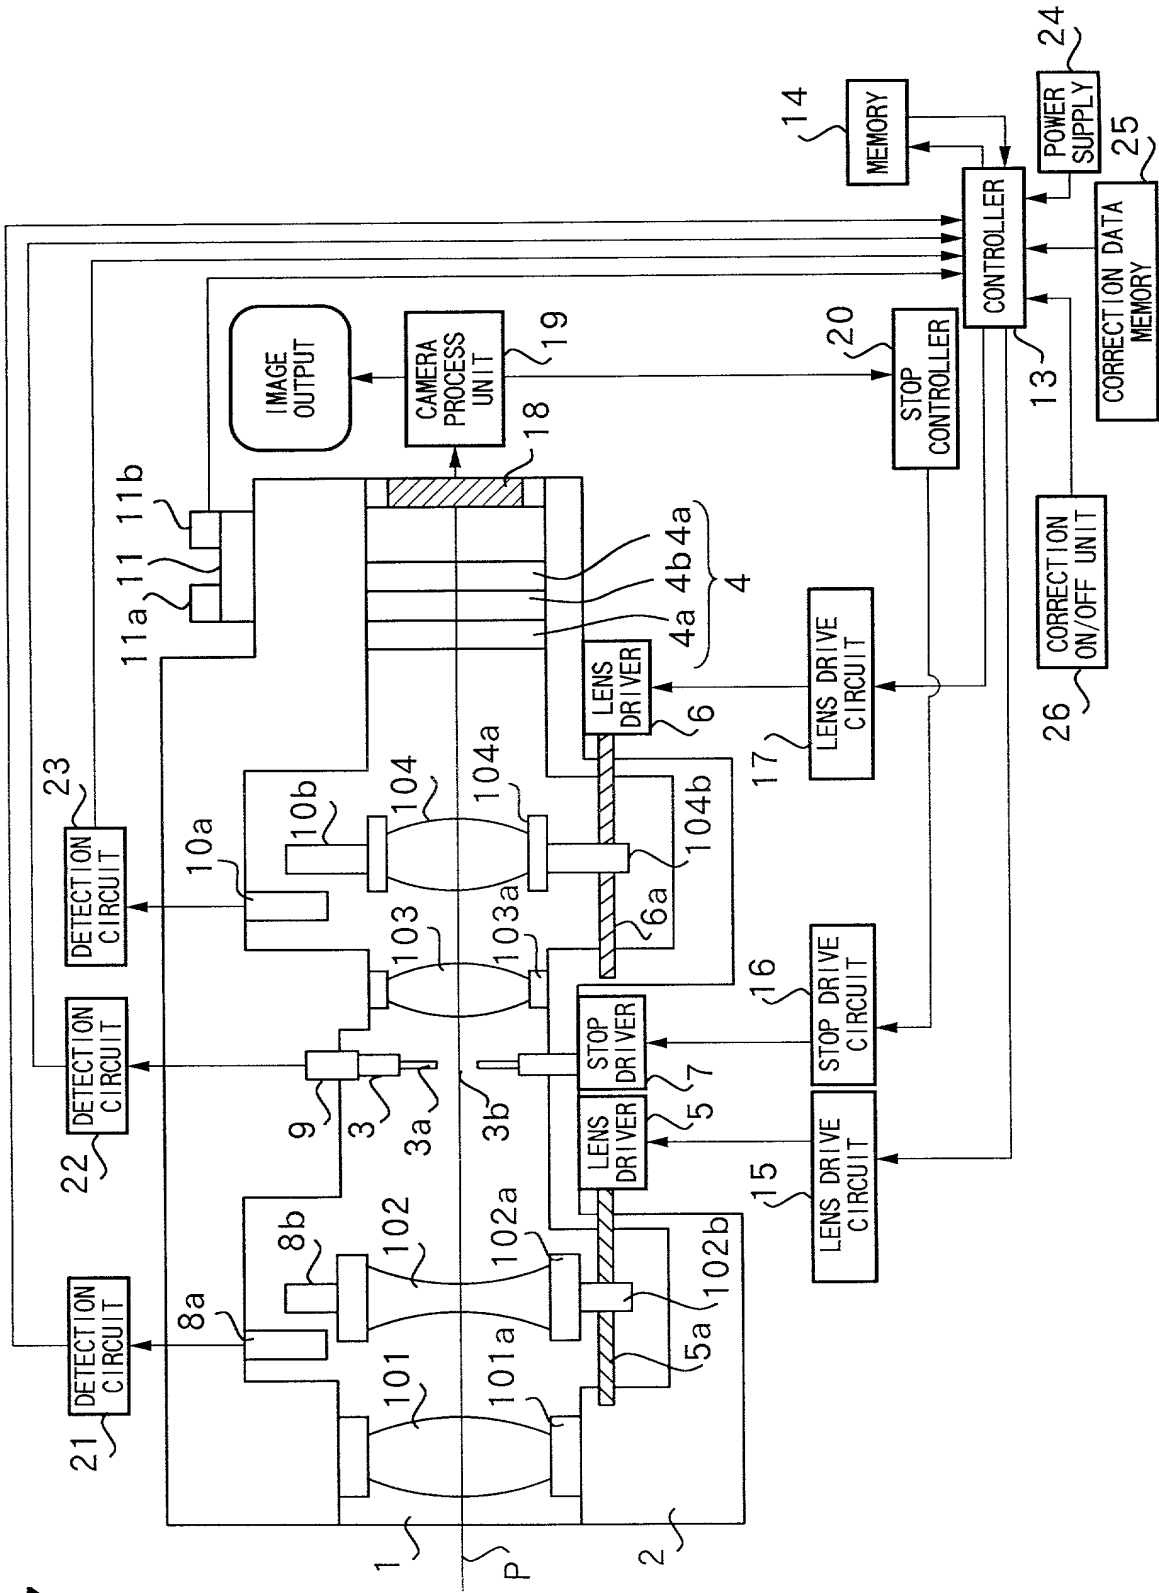 21
DETECTION
CIRCUIT
22
DETECTION
CIRCUIT
23
DETECTION
CIRCUIT
8a
8b
9
3
3a
3b
10a
10b
11a
11
11b
1
P
2
101
101a
102
102a
102b
5a
103
103a
104
104a
104b
6a
4a
4b
4a
4
18
IMAGE
OUTPUT
CAMERA
PROCESS
UNIT
19
LENS
DRIVER
5
STOP
DRIVER
7
LENS
DRIVER
6
15
LENS DRIVE
CIRCUIT
16
STOP DRIVE
CIRCUIT
17
LENS DRIVE
CIRCUIT
20
STOP
CONTROLLER
14
MEMORY
CONTROLLER
13
POWER
SUPPLY
24
CORRECTION DATA
MEMORY
25
CORRECTION
ON/OFF UNIT
26